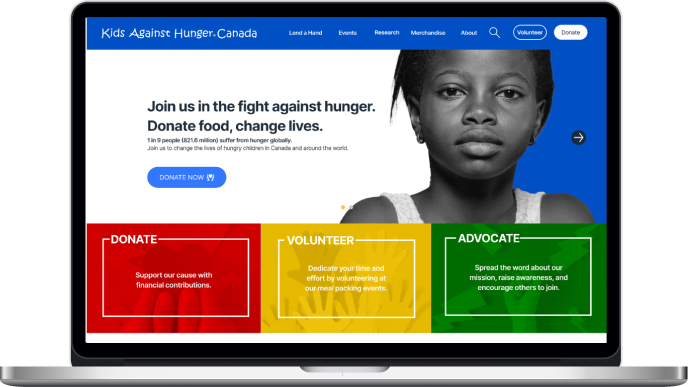 Kids Against Hunger Canada
Lend a Hand Events Research Merchandise About Volunteer Donate
Join us in the fight against hunger.
Donate food, change lives.
1 in 9 people (821.6 million) suffer from hunger globally.
Join us to change the lives of hungry children in Canada and around the world.
DONATE NOW
DONATE
Support our cause with
financial contributions.
VOLUNTEER
Dedicate your time and
effort by volunteering at
our meal packing events.
ADVOCATE
Spread the word about our
mission, raise awareness, and
encourage others to join.